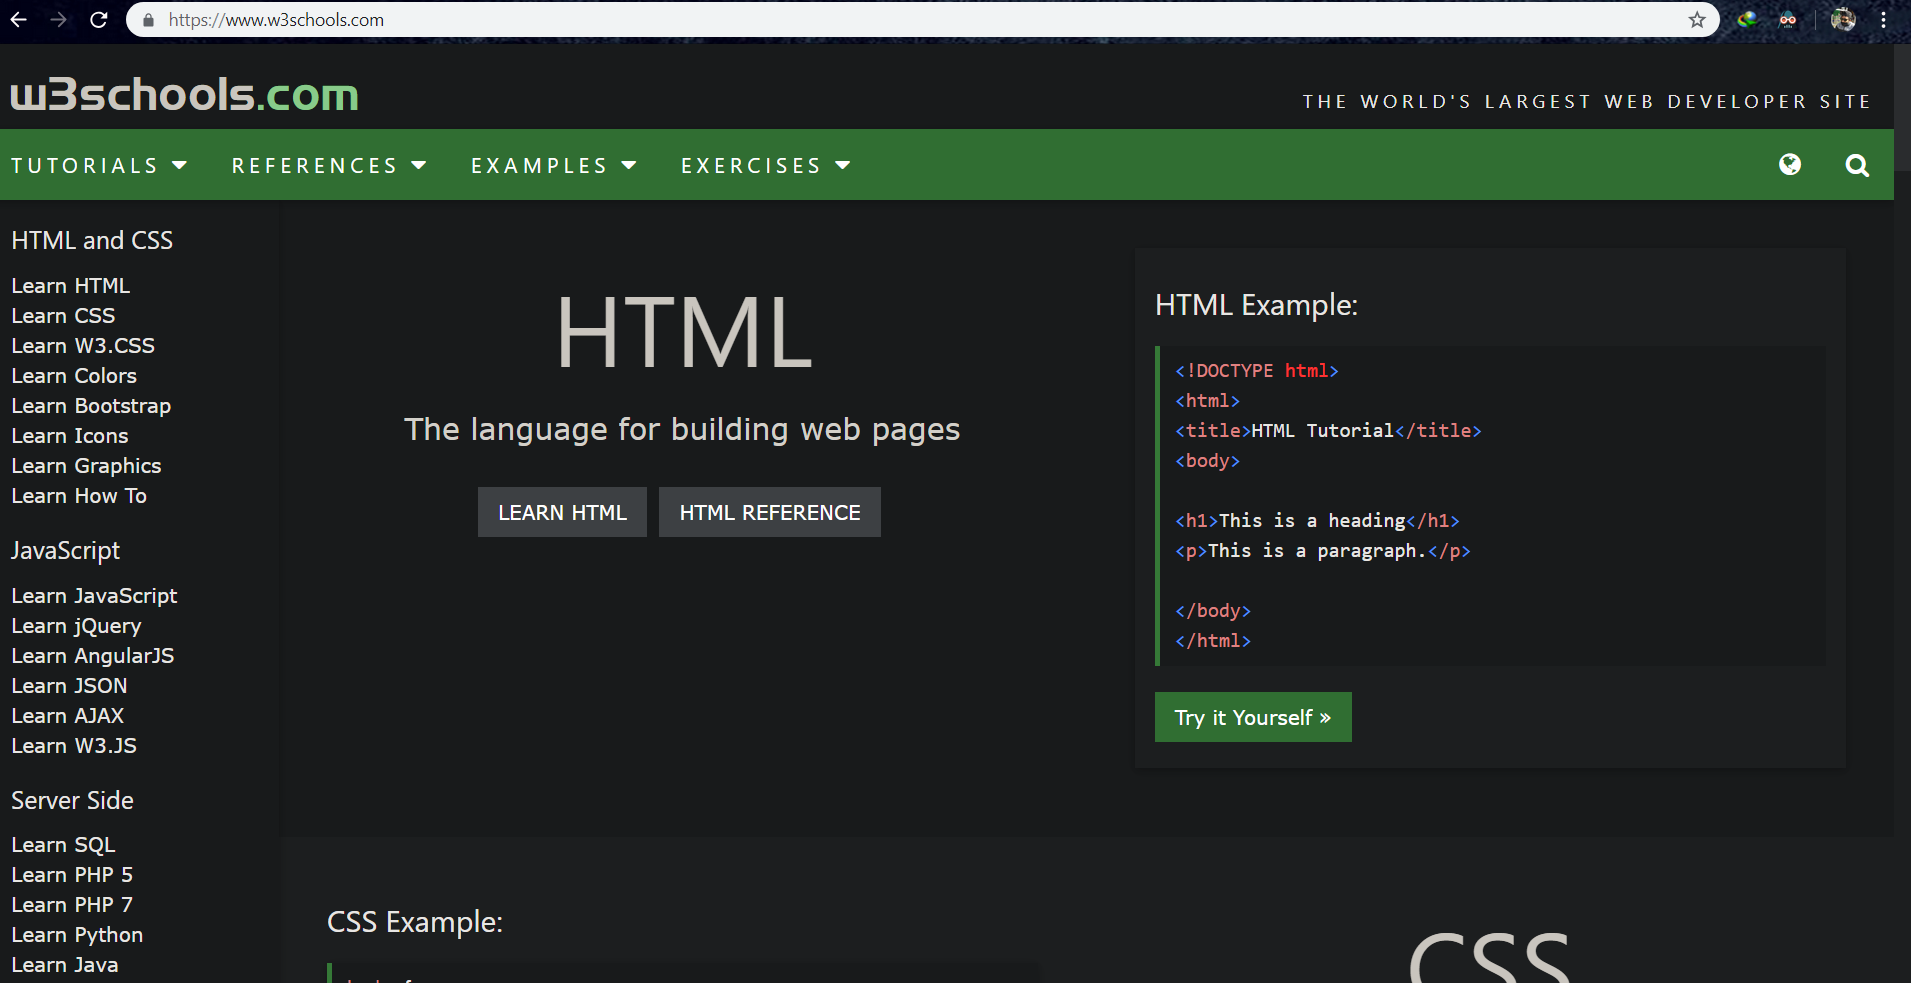 https://www.w3schools.com
w3schools.com
THE WORLD'S LARGEST WEB DEVELOPER SITE
TUTORIALS REFERENCES EXAMPLES EXERCISES
HTML and CSS
Learn HTML
Learn CSS
Learn W3.CSS
Learn Colors
Learn Bootstrap
Learn Icons
Learn Graphics
Learn How To
JavaScript
Learn JavaScript
Learn jQuery
Learn AngularJS
Learn JSON
Learn AJAX
Learn W3.JS
Server Side
Learn SQL
Learn PHP 5
Learn PHP 7
Learn Python
Learn Java
HTML
The language for building web pages
LEARN HTML HTML REFERENCE
HTML Example:
<!DOCTYPE html>
<html>
<title>HTML Tutorial</title>
<body>
<h1>This is a heading</h1>
<p>This is a paragraph.</p>
</body>
</html>
Try it Yourself »
CSS Example:
CSS